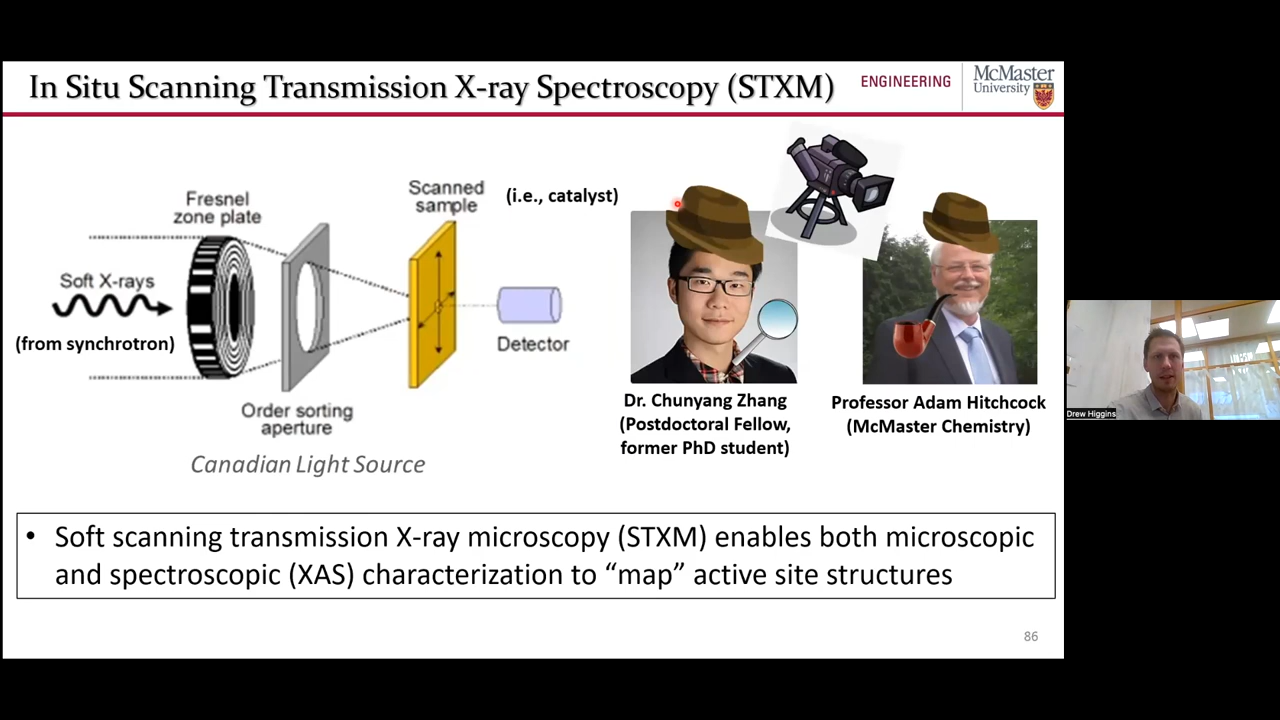 In Situ Scanning Transmission X-ray Spectroscopy (STXM)
ENGINEERING
McMaster
University
Fresnel
zone plate
Scanned
sample
(i.e., catalyst)
Soft X-rays
(from synchrotron)
Detector
Order sorting
aperture
Canadian Light Source
Dr. Chunyang Zhang
(Postdoctoral Fellow,
former PhD student)
Professor Adam Hitchcock
(McMaster Chemistry)
Drew Higgins
• Soft scanning transmission X-ray microscopy (STXM) enables both microscopic
and spectroscopic (XAS) characterization to “map” active site structures
86